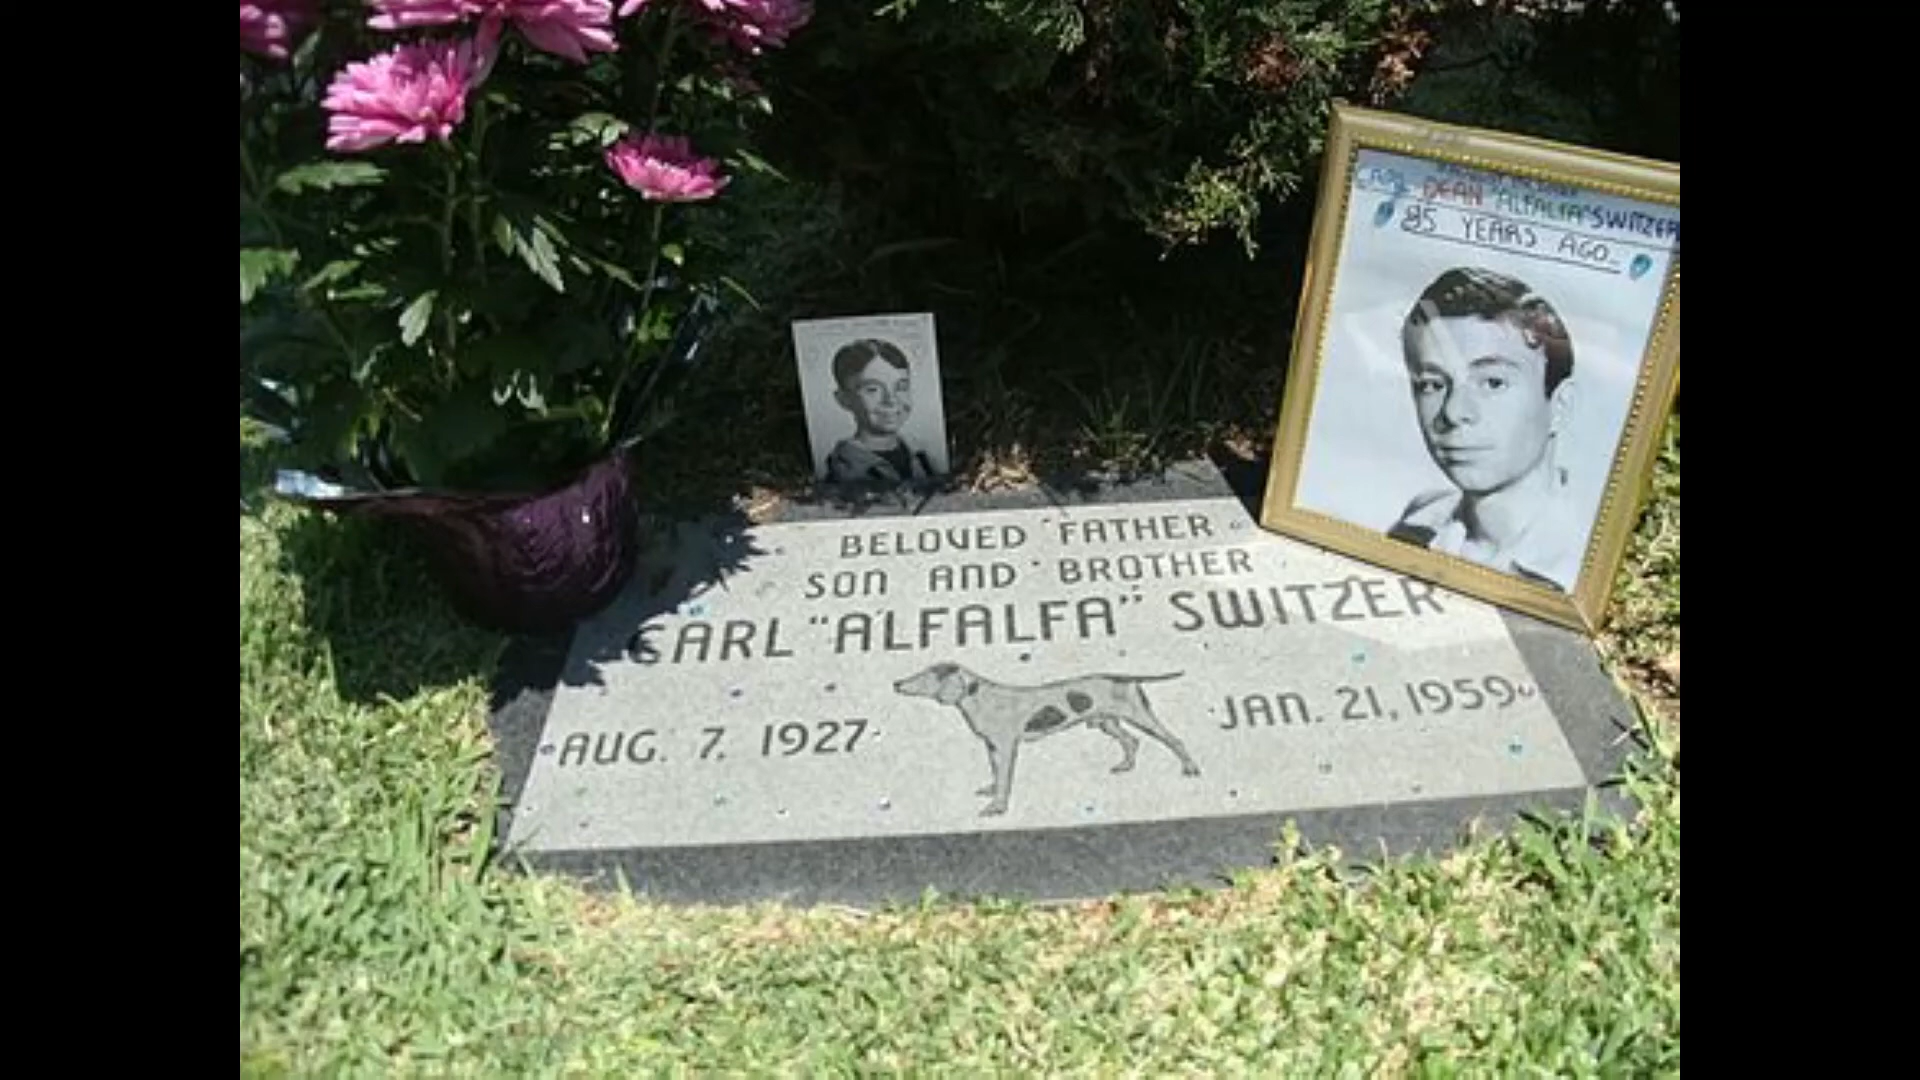 CARL DEAN "ALFALFA" SWITZER
85 YEARS AGO...
BELOVED FATHER
SON AND BROTHER
CARL "ALFALFA" SWITZER
AUG. 7, 1927
JAN. 21, 1959